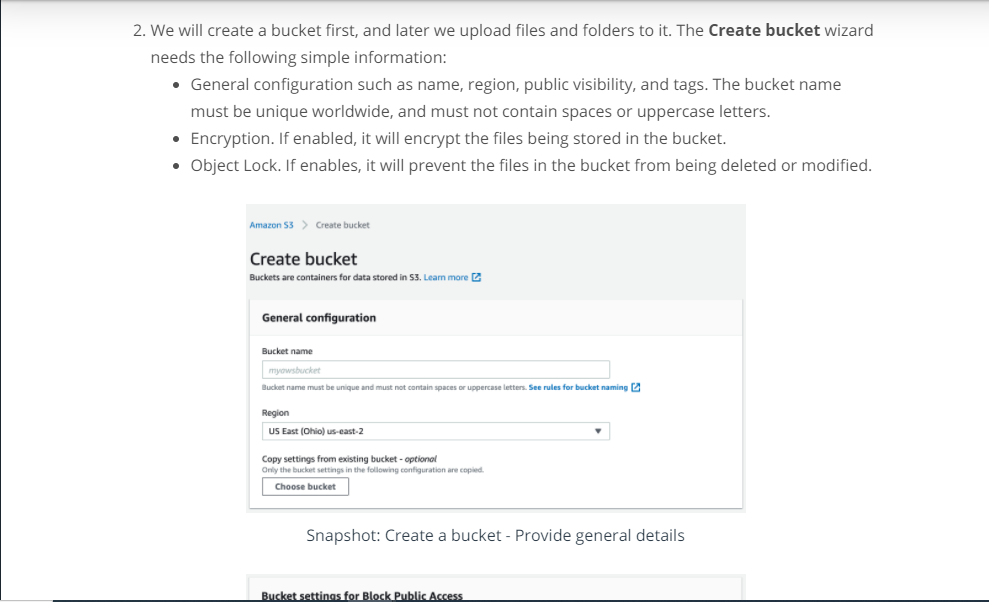 2. We will create a bucket first, and later we upload files and folders to it. The Create bucket wizard
needs the following simple information:
• General configuration such as name, region, public visibility, and tags. The bucket name
must be unique worldwide, and must not contain spaces or uppercase letters.
• Encryption. If enabled, it will encrypt the files being stored in the bucket.
• Object Lock. If enables, it will prevent the files in the bucket from being deleted or modified.
Amazon S3 > Create bucket
Create bucket
Buckets are containers for data stored in S3. Learn more
General configuration
Bucket name
myawsbucket
Bucket name must be unique and must not contain spaces or uppercase letters. See rules for bucket naming
Region
US East (Ohio) us-east-2
Copy settings from existing bucket - optional
Only the bucket settings in the following configuration are copied.
Choose bucket
Snapshot: Create a bucket - Provide general details
Bucket settings for Block Public Access